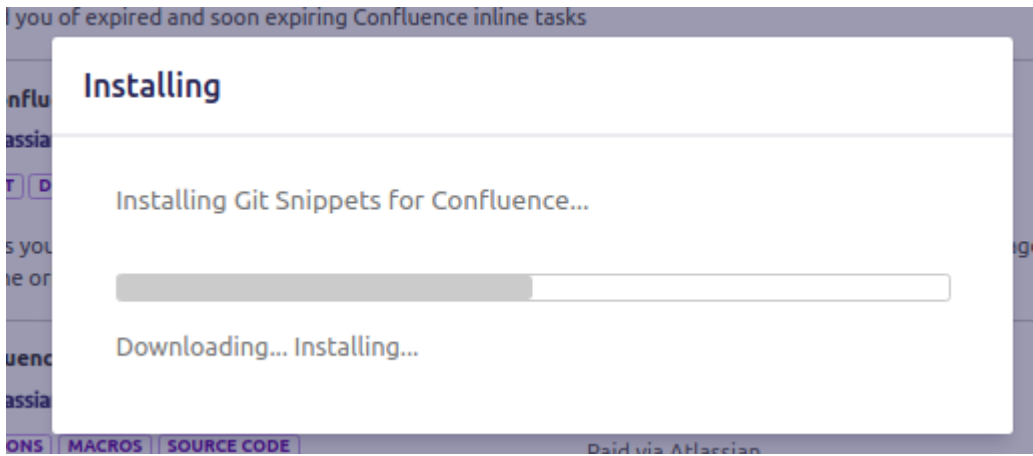 you of expired and soon expiring Confluence inline tasks
Installing
Installing Git Snippets for Confluence...
Downloading... Installing...
MACROS SOURCE CODE
Paid via Atlassian